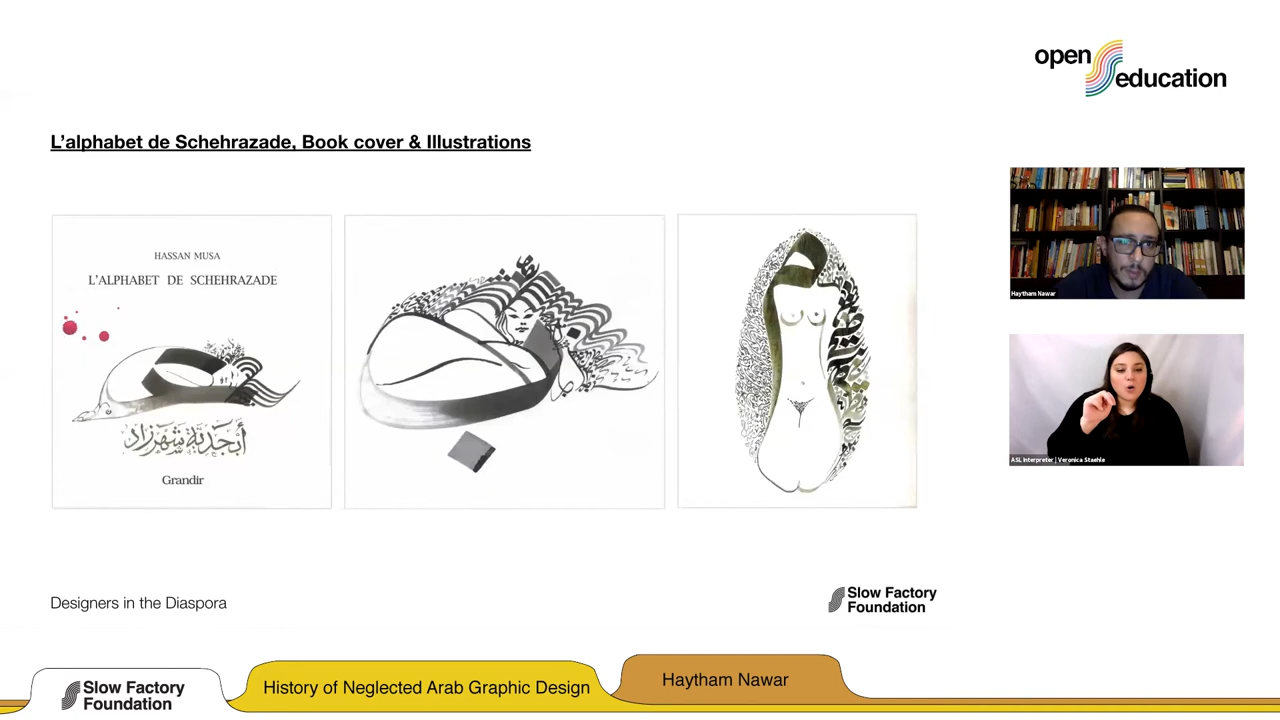 open
education
L’alphabet de Schehrazade, Book cover & Illustrations
HASSAN MUSA
L'ALPHABET DE SCHEHRAZADE
أبجدية شهرزاد
Grandir
Haytham Nawar
ASL Interpreter | Veronica Staehle
Designers in the Diaspora
Slow Factory
Foundation
Slow Factory
Foundation
History of Neglected Arab Graphic Design
Haytham Nawar